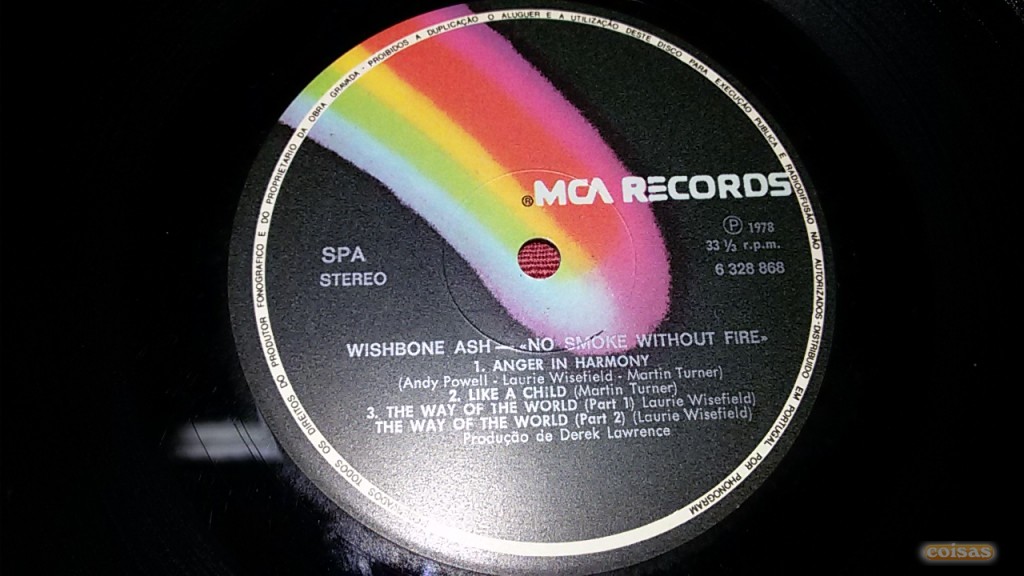 TODOS OS DIREITOS DO PRODUTOR FONOGRAFICO E DO PROPRIETARIO DA OBRA GRAVADA · PROIBIDOS A DUPLICAÇÃO O ALUGUER E A UTILIZAÇÃO DESTE DISCO PARA EXECUÇÃO PUBLICA E RADIODIFUSÃO NÃO AUTORIZADOS · DISTRIBUIDO EM PORTUGAL POR PHONOGRAM
® MCA RECORDS
Ⓟ 1978
33 ⅓ r.p.m.
6 328 868
SPA
STEREO
WISHBONE ASH — «NO SMOKE WITHOUT FIRE»
1. ANGER IN HARMONY
(Andy Powell - Laurie Wisefield - Martin Turner)
2. LIKE A CHILD (Martin Turner)
3. THE WAY OF THE WORLD (Part 1) Laurie Wisefield)
THE WAY OF THE WORLD (Part 2) (Laurie Wisefield)
Produção de Derek Lawrence
coisas